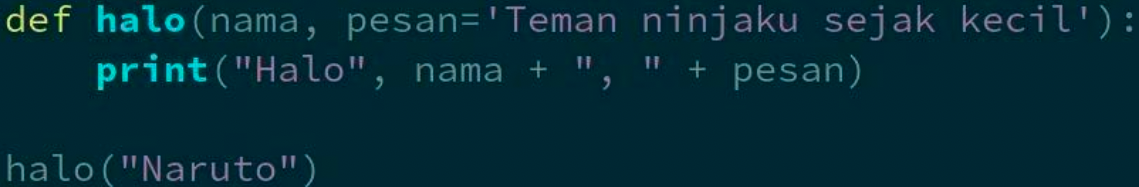 def halo(nama, pesan='Teman ninjaku sejak kecil'):
    print("Halo", nama + ", " + pesan)
halo("Naruto")